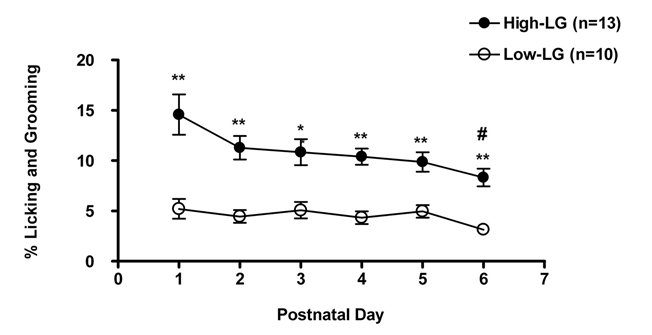 High-LG (n=13)
Low-LG (n=10)
% Licking and Grooming
20
15
10
5
0
**
**
*
**
**
#
**
0 1 2 3 4 5 6 7
Postnatal Day